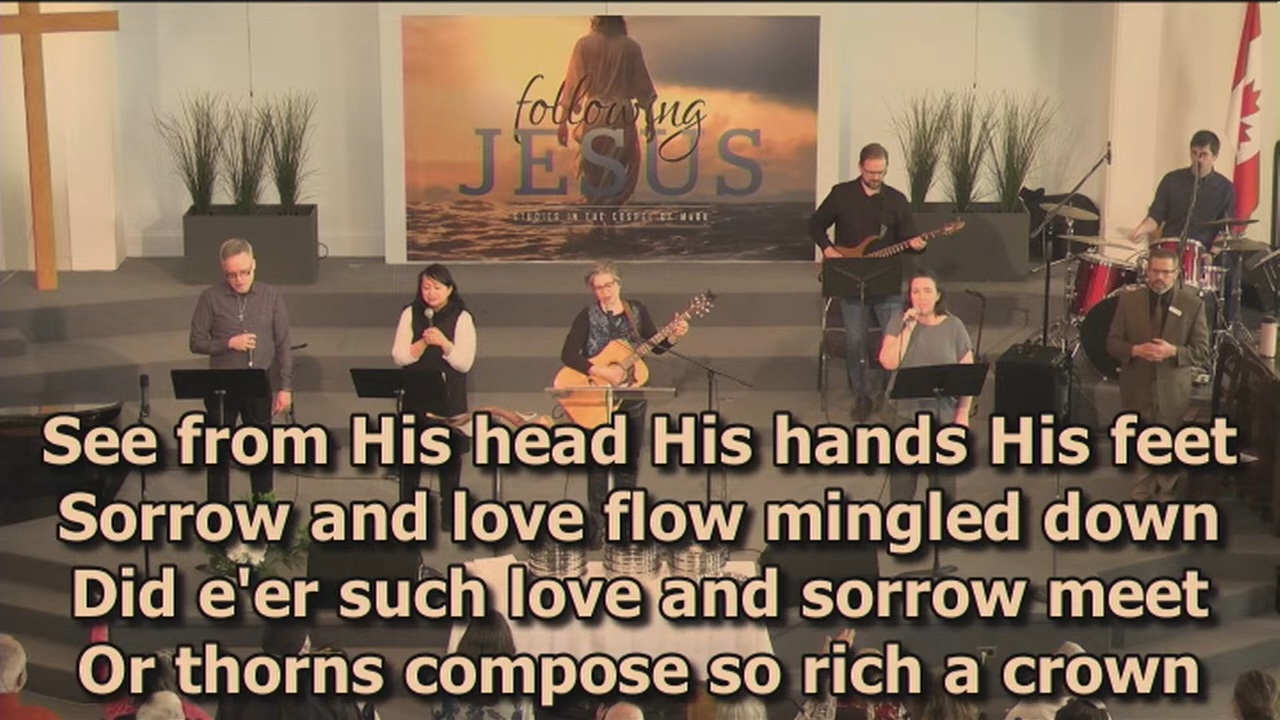 following
JESUS
STUDIES IN THE GOSPEL OF MARK
See from His head His hands His feet
Sorrow and love flow mingled down
Did e'er such love and sorrow meet
Or thorns compose so rich a crown